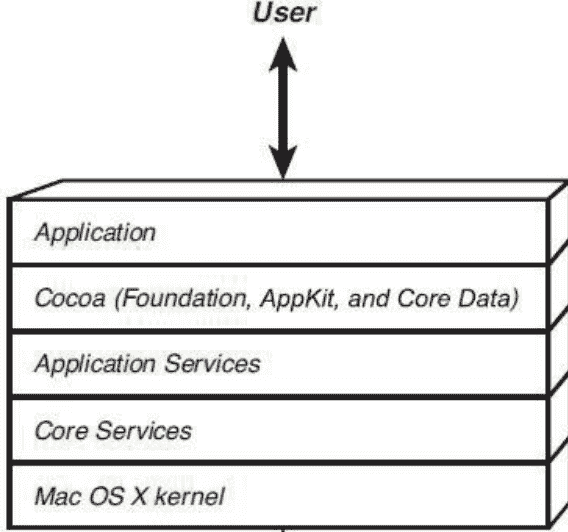 User
Application
Cocoa (Foundation, AppKit, and Core Data)
Application Services
Core Services
Mac OS X kernel